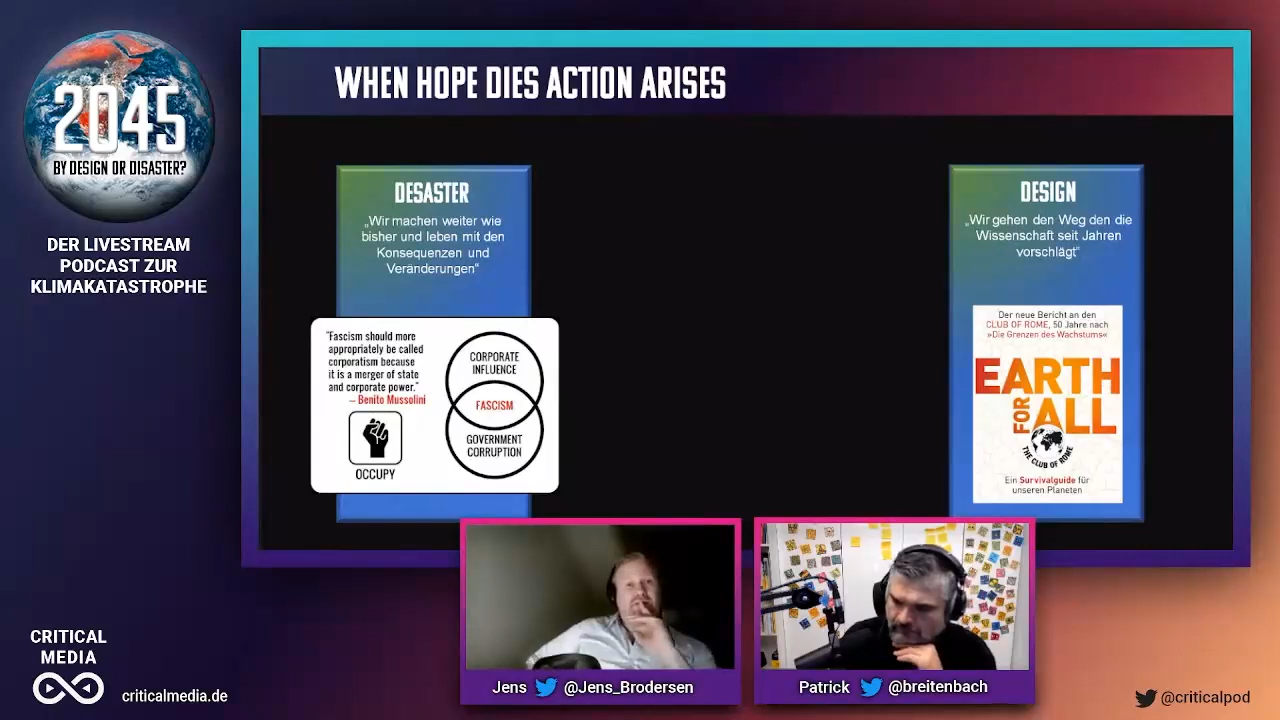 2045
BY DESIGN OR DISASTER?
DER LIVESTREAM
PODCAST ZUR
KLIMAKATASTROPHE
WHEN HOPE DIES ACTION ARISES
DESASTER
„Wir machen weiter wie
bisher und leben mit den
Konsequenzen und
Veränderungen“
"Fascism should more
appropriately be called
corporatism because
it is a merger of state
and corporate power."
– Benito Mussolini
OCCUPY
CORPORATE
INFLUENCE
FASCISM
GOVERNMENT
CORRUPTION
DESIGN
„Wir gehen den Weg den die
Wissenschaft seit Jahren
vorschlägt“
Der neue Bericht an den
CLUB OF ROME, 50 Jahre nach
»Die Grenzen des Wachstums«
EARTH
FOR
ALL
THE CLUB OF ROME
Ein Survivalguide für
unseren Planeten
Jens @Jens_Brodersen
Patrick @breitenbach
CRITICAL
MEDIA
criticalmedia.de
@criticalpod